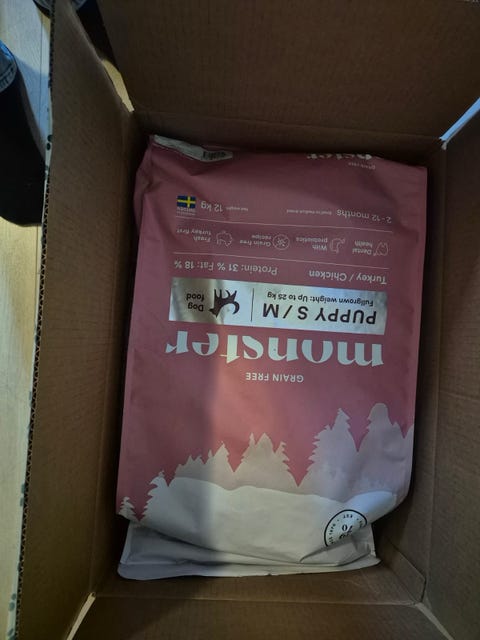 GRAIN FREE
monster
PUPPY S / M
Fullgrown weight: Up to 25 kg
Dog
food
Turkey / Chicken
Protein: 31 % Fat: 18 %
Dental
health
With
prebiotics
Grain free
recipe
Fresh
Turkey first
2-12 months
12 kg
Net weight
SWEDEN